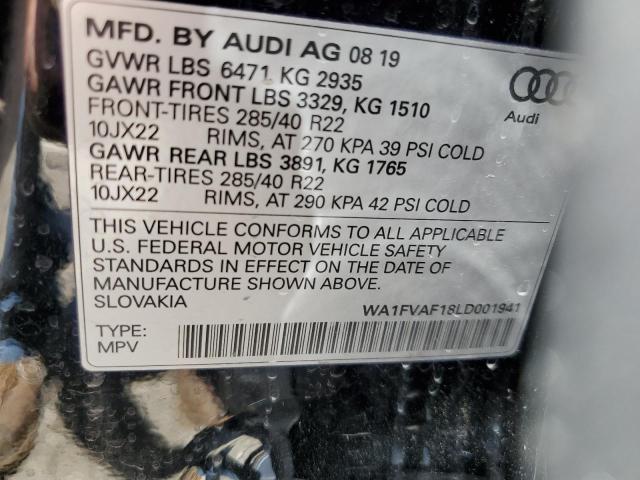 MFD. BY AUDI AG 08 19
GVWR LBS 6471, KG 2935
GAWR FRONT LBS 3329, KG 1510
FRONT-TIRES 285/40 R22
10JX22 RIMS, AT 270 KPA 39 PSI COLD
GAWR REAR LBS 3891, KG 1765
REAR-TIRES 285/40 R22
10JX22 RIMS, AT 290 KPA 42 PSI COLD
Audi
THIS VEHICLE CONFORMS TO ALL APPLICABLE
U.S. FEDERAL MOTOR VEHICLE SAFETY
STANDARDS IN EFFECT ON THE DATE OF
MANUFACTURE SHOWN ABOVE.
SLOVAKIA
WA1FVAF18LD001941
TYPE:
MPV